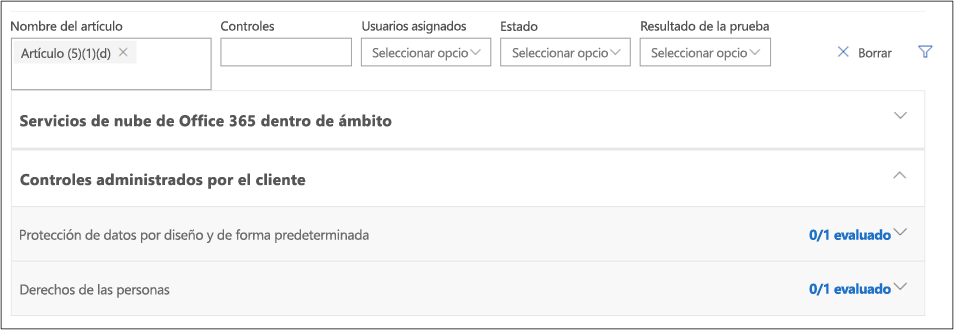 Nombre del artículo
Controles
Usuarios asignados
Estado
Resultado de la prueba
Artículo (5)(1)(d)
Seleccionar opcio
Seleccionar opcio
Seleccionar opcio
Borrar
Servicios de nube de Office 365 dentro de ámbito
Controles administrados por el cliente
Protección de datos por diseño y de forma predeterminada
0/1 evaluado
Derechos de las personas
0/1 evaluado